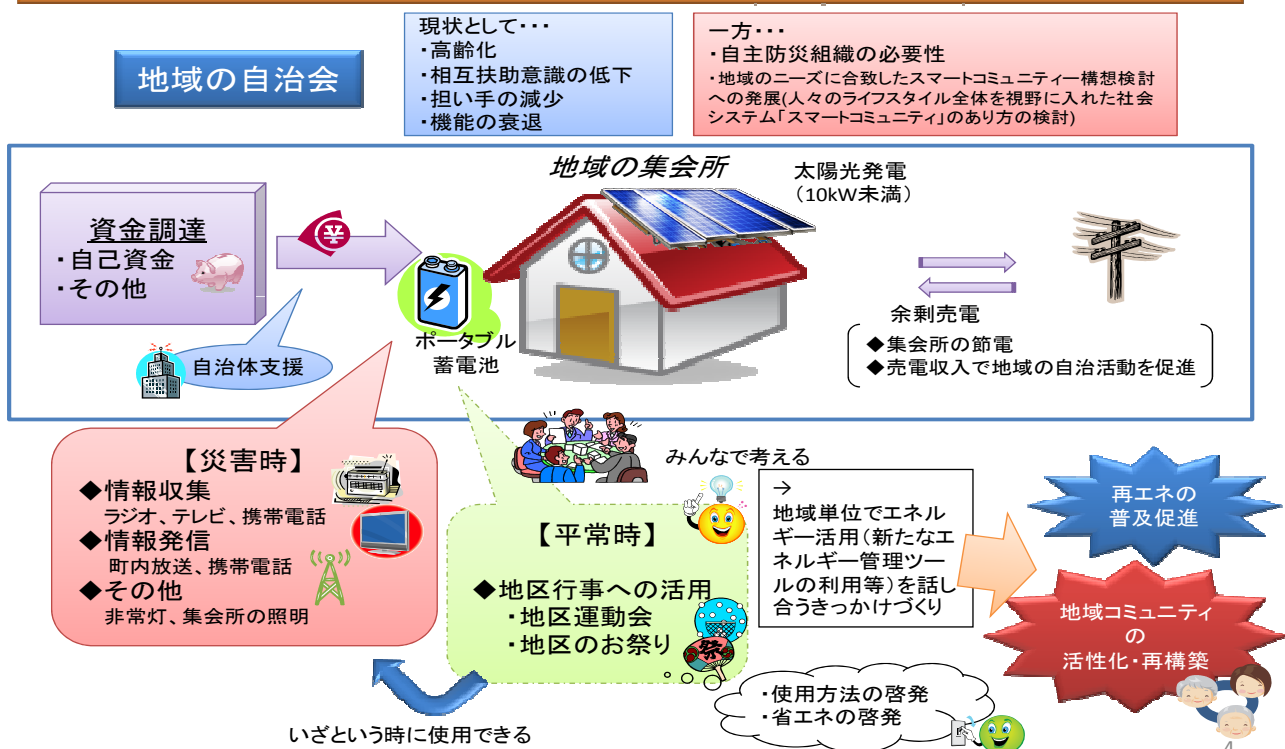 地域の自治会
現状として・・・
・高齢化
・相互扶助意識の低下
・担い手の減少
・機能の衰退
一方・・・
・自主防災組織の必要性
・地域のニーズに合致したスマートコミュニティー構想検討
への発展(人々のライフスタイル全体を視野に入れた社会
システム「スマートコミュニティ」のあり方の検討)
地域の集会所
太陽光発電
(10kW未満)
資金調達
・自己資金
・その他
自治体支援
ポータブル
蓄電池
余剰売電
◆集会所の節電
◆売電収入で地域の自治活動を促進
【災害時】
◆情報収集
ラジオ、テレビ、携帯電話
◆情報発信
町内放送、携帯電話
◆その他
非常灯、集会所の照明
みんなで考える
【平常時】
◆地区行事への活用
・地区運動会
・地区のお祭り
祭
→
地域単位でエネル
ギー活用(新たなエ
ネルギー管理ツー
ルの利用等)を話し
合うきっかけづくり
再エネの
普及促進
地域コミュニティ
の
活性化・再構築
・使用方法の啓発
・省エネの啓発
いざという時に使用できる
4